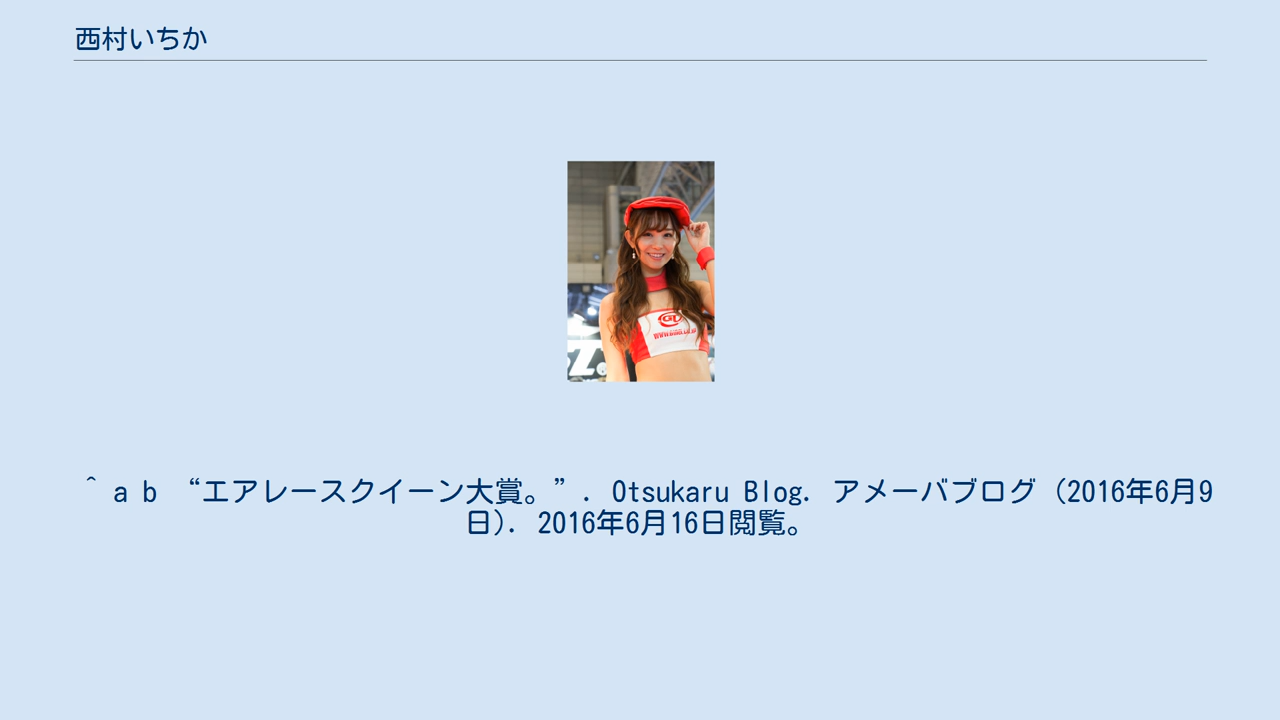 西村いちか
^ a b “エアレースクイーン大賞。”. Otsukaru Blog. アメーバブログ (2016年6月9
日). 2016年6月16日閲覧。